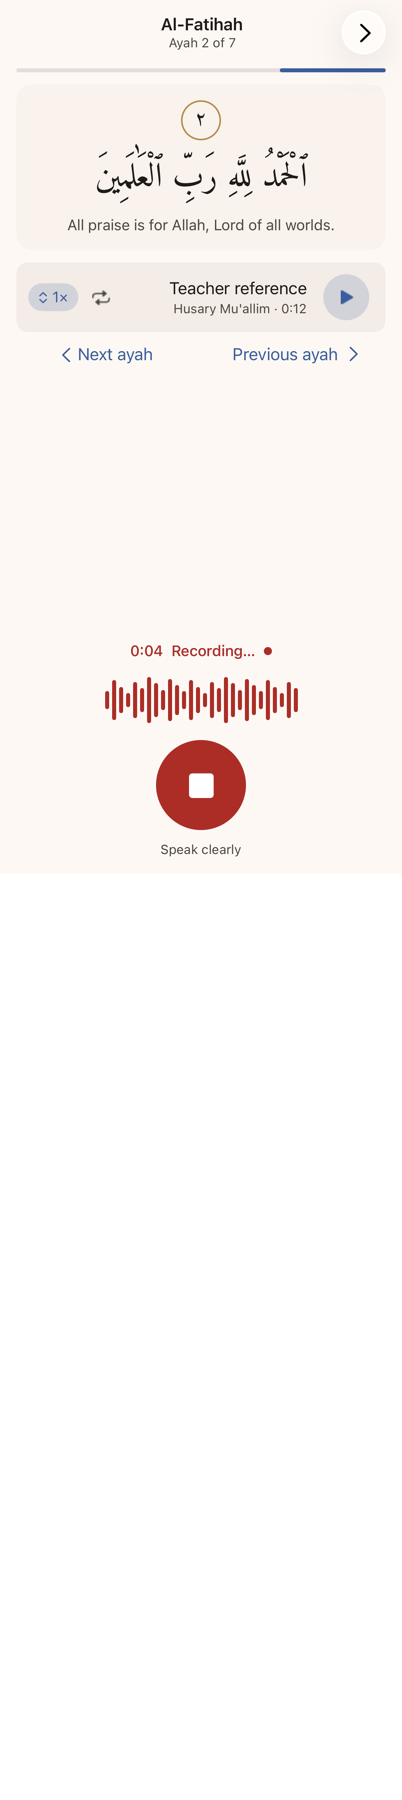 Al-Fatihah
Ayah 2 of 7
٢
ٱلْحَمْدُ لِلَّهِ رَبِّ ٱلْعَٰلَمِينَ
All praise is for Allah, Lord of all worlds.
Teacher reference
1×
Husary Mu'allim · 0:12
Next ayah
Previous ayah
0:04 Recording...
Speak clearly